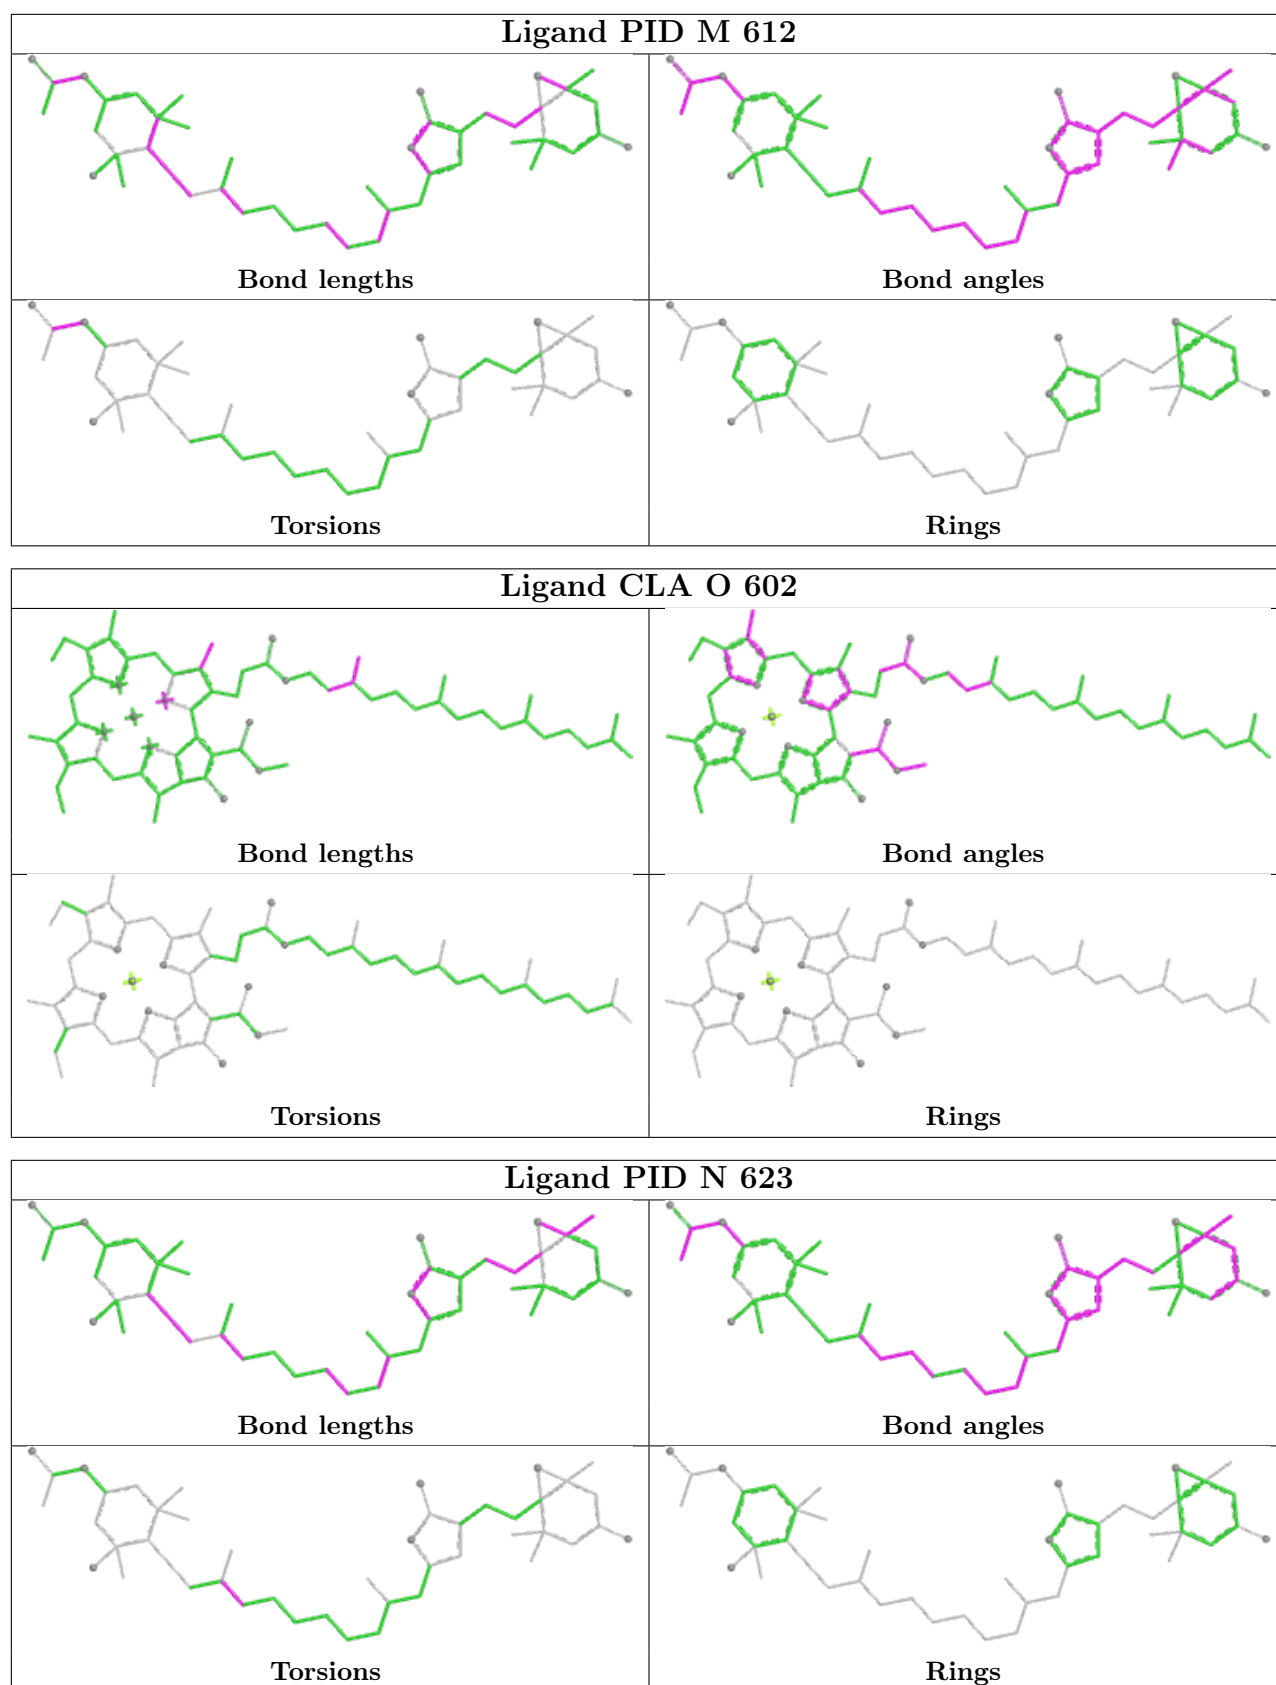 Ligand PID M 612
Bond lengths
Bond angles
Torsions
Rings
Ligand CLA O 602
Bond lengths
Bond angles
Torsions
Rings
Ligand PID N 623
Bond lengths
Bond angles
Torsions
Rings